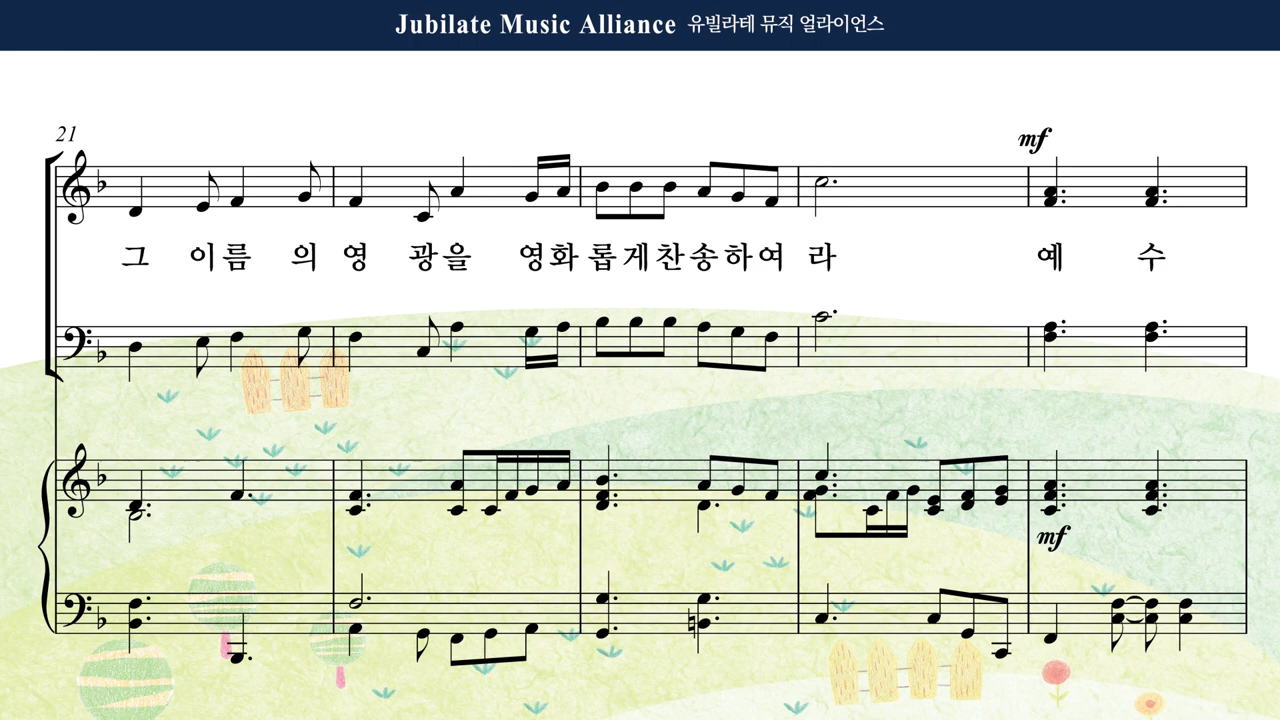 Jubilate Music Alliance 유빌라테 뮤직 얼라이언스
21
mf
그 이름 의 영 광을 영화롭게찬송하여 라 예 수
mf